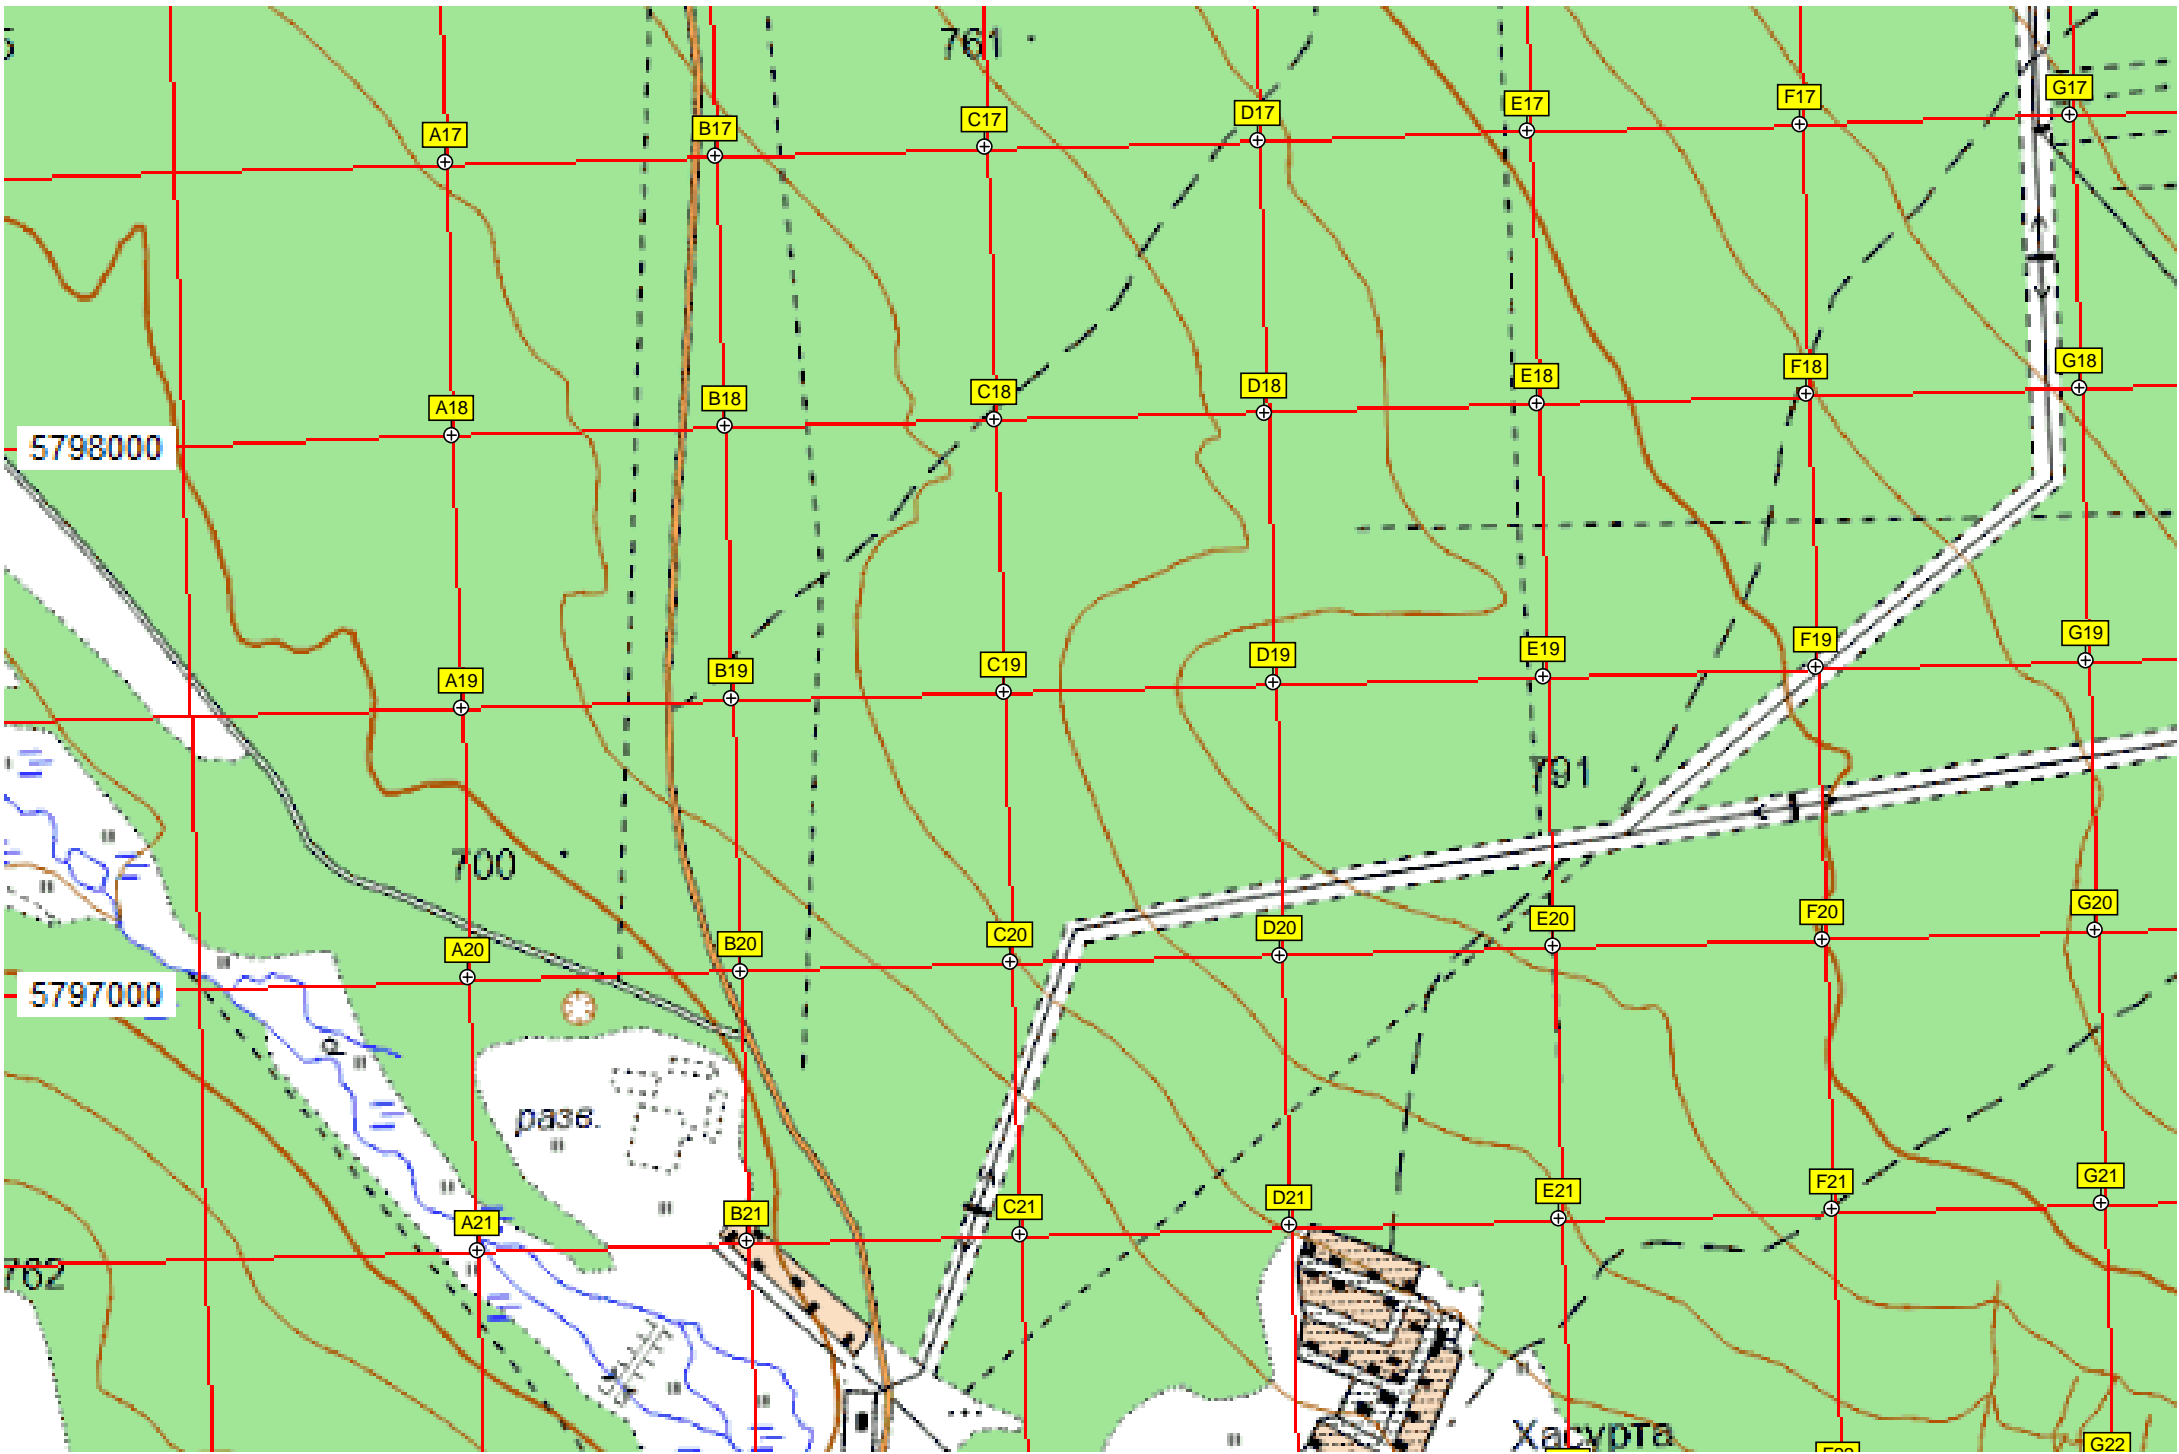 761
A17 B17 C17 D17 E17 F17 G17
A18 B18 C18 D18 E18 F18 G18
5798000
A19 B19 C19 D19 E19 F19 G19
791
700
A20 B20 C20 D20 E20 F20 G20
5797000
р.
разв.
A21 B21 C21 D21 E21 F21 G21
762
Хасурта
G22